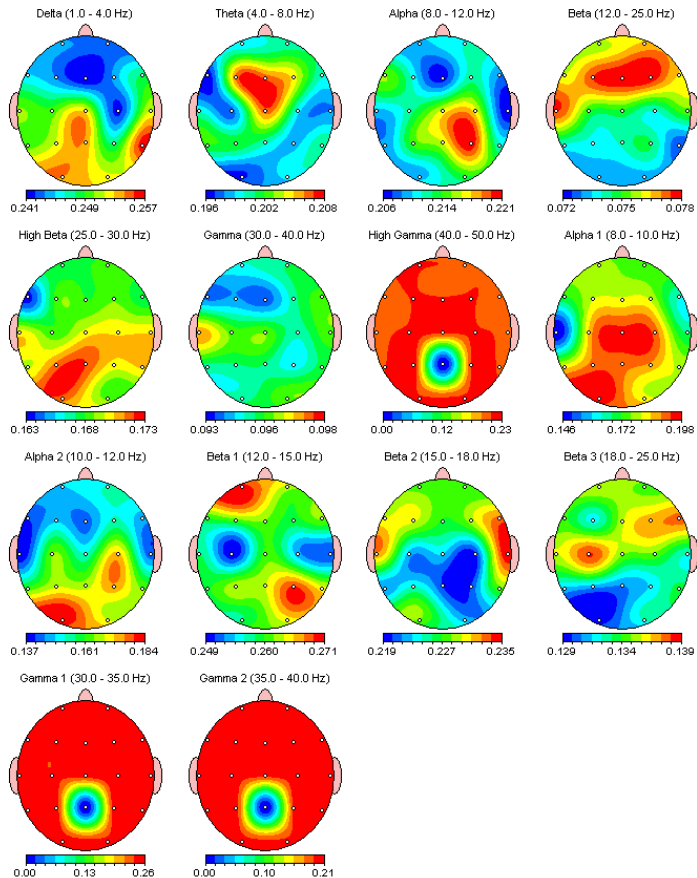 Delta (1.0 - 4.0 Hz) Theta (4.0 - 8.0 Hz) Alpha (8.0 - 12.0 Hz) Beta (12.0 - 25.0 Hz)
0.241 0.249 0.257 0.196 0.202 0.208 0.206 0.214 0.221 0.072 0.075 0.078
High Beta (25.0 - 30.0 Hz) Gamma (30.0 - 40.0 Hz) High Gamma (40.0 - 50.0 Hz) Alpha 1 (8.0 - 10.0 Hz)
0.163 0.168 0.173 0.093 0.096 0.098 0.00 0.12 0.23 0.146 0.172 0.198
Alpha 2 (10.0 - 12.0 Hz) Beta 1 (12.0 - 15.0 Hz) Beta 2 (15.0 - 18.0 Hz) Beta 3 (18.0 - 25.0 Hz)
0.137 0.161 0.184 0.249 0.260 0.271 0.219 0.227 0.235 0.129 0.134 0.139
Gamma 1 (30.0 - 35.0 Hz) Gamma 2 (35.0 - 40.0 Hz)
0.00 0.13 0.26 0.00 0.10 0.21